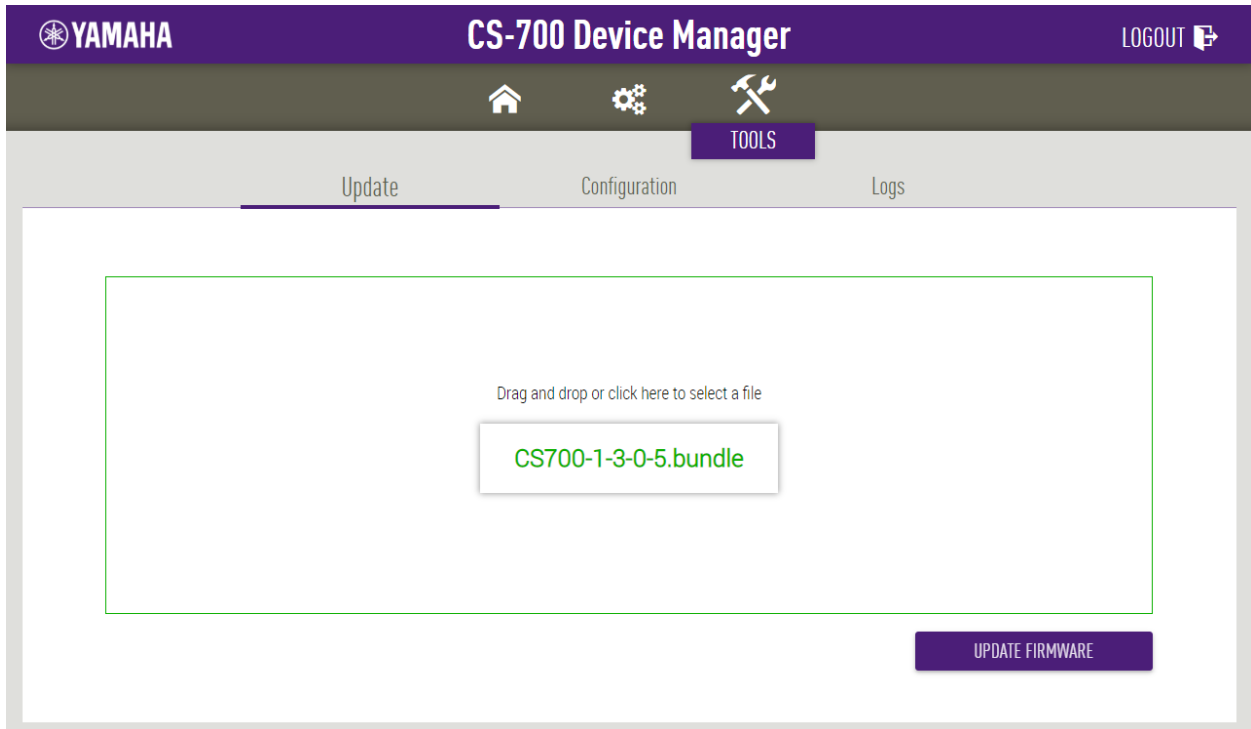 YAMAHA CS-700 Device Manager LOGOUT
TOOLS
Update Configuration Logs
Drag and drop or click here to select a file
CS700-1-3-0-5.bundle
UPDATE FIRMWARE